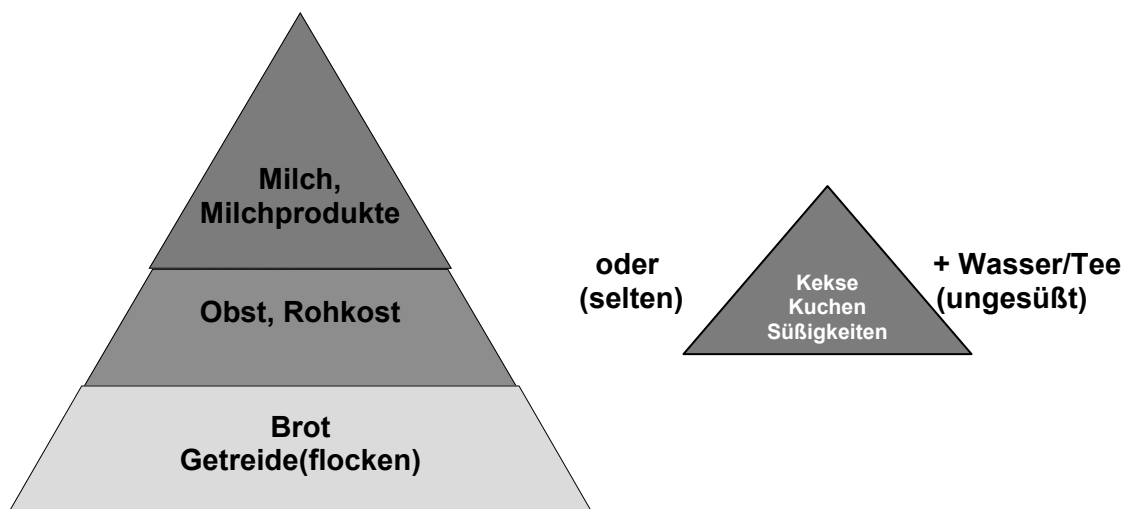 Milch,
Milchprodukte
Obst, Rohkost
Brot
Getreide(flocken)
oder
(selten)
Kekse
Kuchen
Süßigkeiten
+ Wasser/Tee
(ungesüßt)